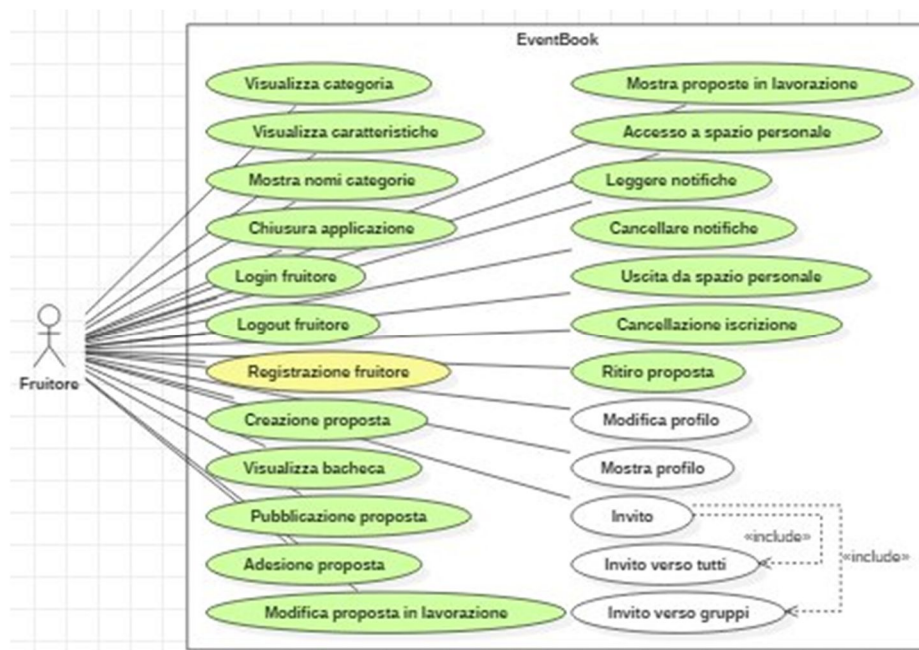 EventBook
Visualizza categoria
Visualizza caratteristiche
Mostra nomi categorie
Chiusura applicazione
Login fruitore
Logout fruitore
Registrazione fruitore
Creazione proposta
Visualizza bacheca
Pubblicazione proposta
Adesione proposta
Modifica proposta in lavorazione
Mostra proposte in lavorazione
Accesso a spazio personale
Leggere notifiche
Cancellare notifiche
Uscita da spazio personale
Cancellazione iscrizione
Ritiro proposta
Modifica profilo
Mostra profilo
Invito
«include»
«include»
Invito verso tutti
Invito verso gruppi
Fruitore